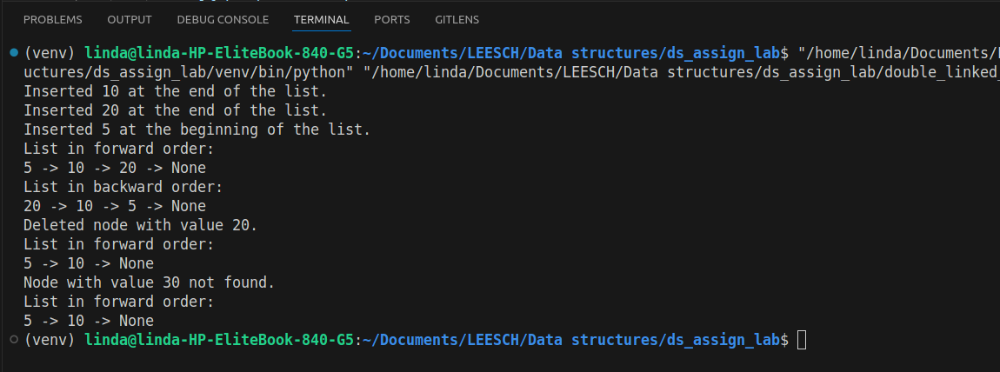 PROBLEMS OUTPUT DEBUG CONSOLE TERMINAL PORTS GITLENS
(venv) linda@linda-HP-EliteBook-840-G5:~/Documents/LEESCH/Data structures/ds_assign_lab$ "/home/linda/Documents/
uctures/ds_assign_lab/venv/bin/python" "/home/linda/Documents/LEESCH/Data structures/ds_assign_lab/double_linked_
Inserted 10 at the end of the list.
Inserted 20 at the end of the list.
Inserted 5 at the beginning of the list.
List in forward order:
5 -> 10 -> 20 -> None
List in backward order:
20 -> 10 -> 5 -> None
Deleted node with value 20.
List in forward order:
5 -> 10 -> None
Node with value 30 not found.
List in forward order:
5 -> 10 -> None
(venv) linda@linda-HP-EliteBook-840-G5:~/Documents/LEESCH/Data structures/ds_assign_lab$